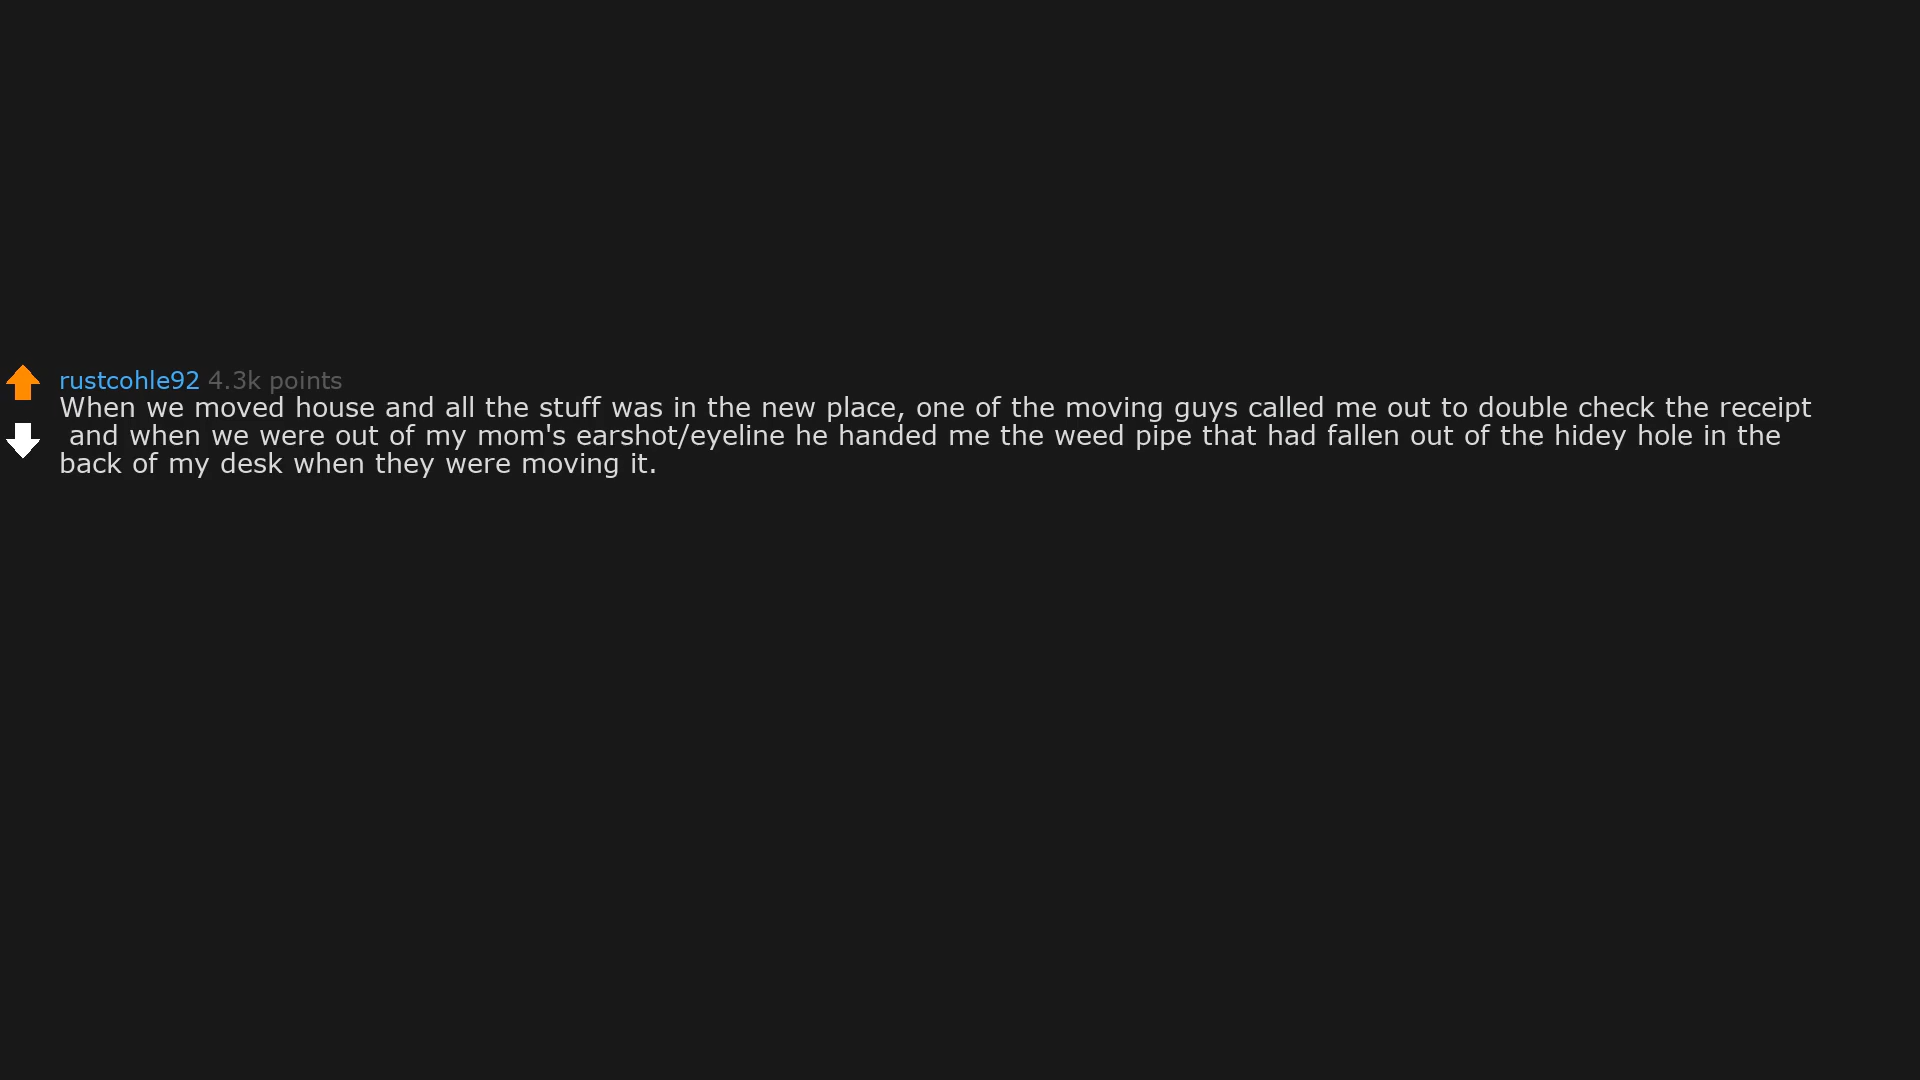 rustcohle92 4.3k points
When we moved house and all the stuff was in the new place, one of the moving guys called me out to double check the receipt
and when we were out of my mom's earshot/eyeline he handed me the weed pipe that had fallen out of the hidey hole in the
back of my desk when they were moving it.